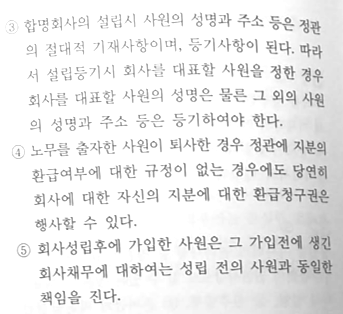 ③ 합명회사의 설립시 사원의 성명과 주소 등은 정관
의 절대적 기재사항이며, 등기사항이 된다. 따라
서 설립등기시 회사를 대표할 사원을 정한 경우
회사를 대표할 사원의 성명은 물론 그 외의 사원
의 성명과 주소 등은 등기하여야 한다.
④ 노무를 출자한 사원이 퇴사한 경우 정관에 지분의
환급여부에 대한 규정이 없는 경우에도 당연히
회사에 대한 자신의 지분에 대한 환급청구권은
행사할 수 있다.
⑤ 회사성립후에 가입한 사원은 그 가입전에 생긴
회사채무에 대하여는 성립 전의 사원과 동일한
책임을 진다.